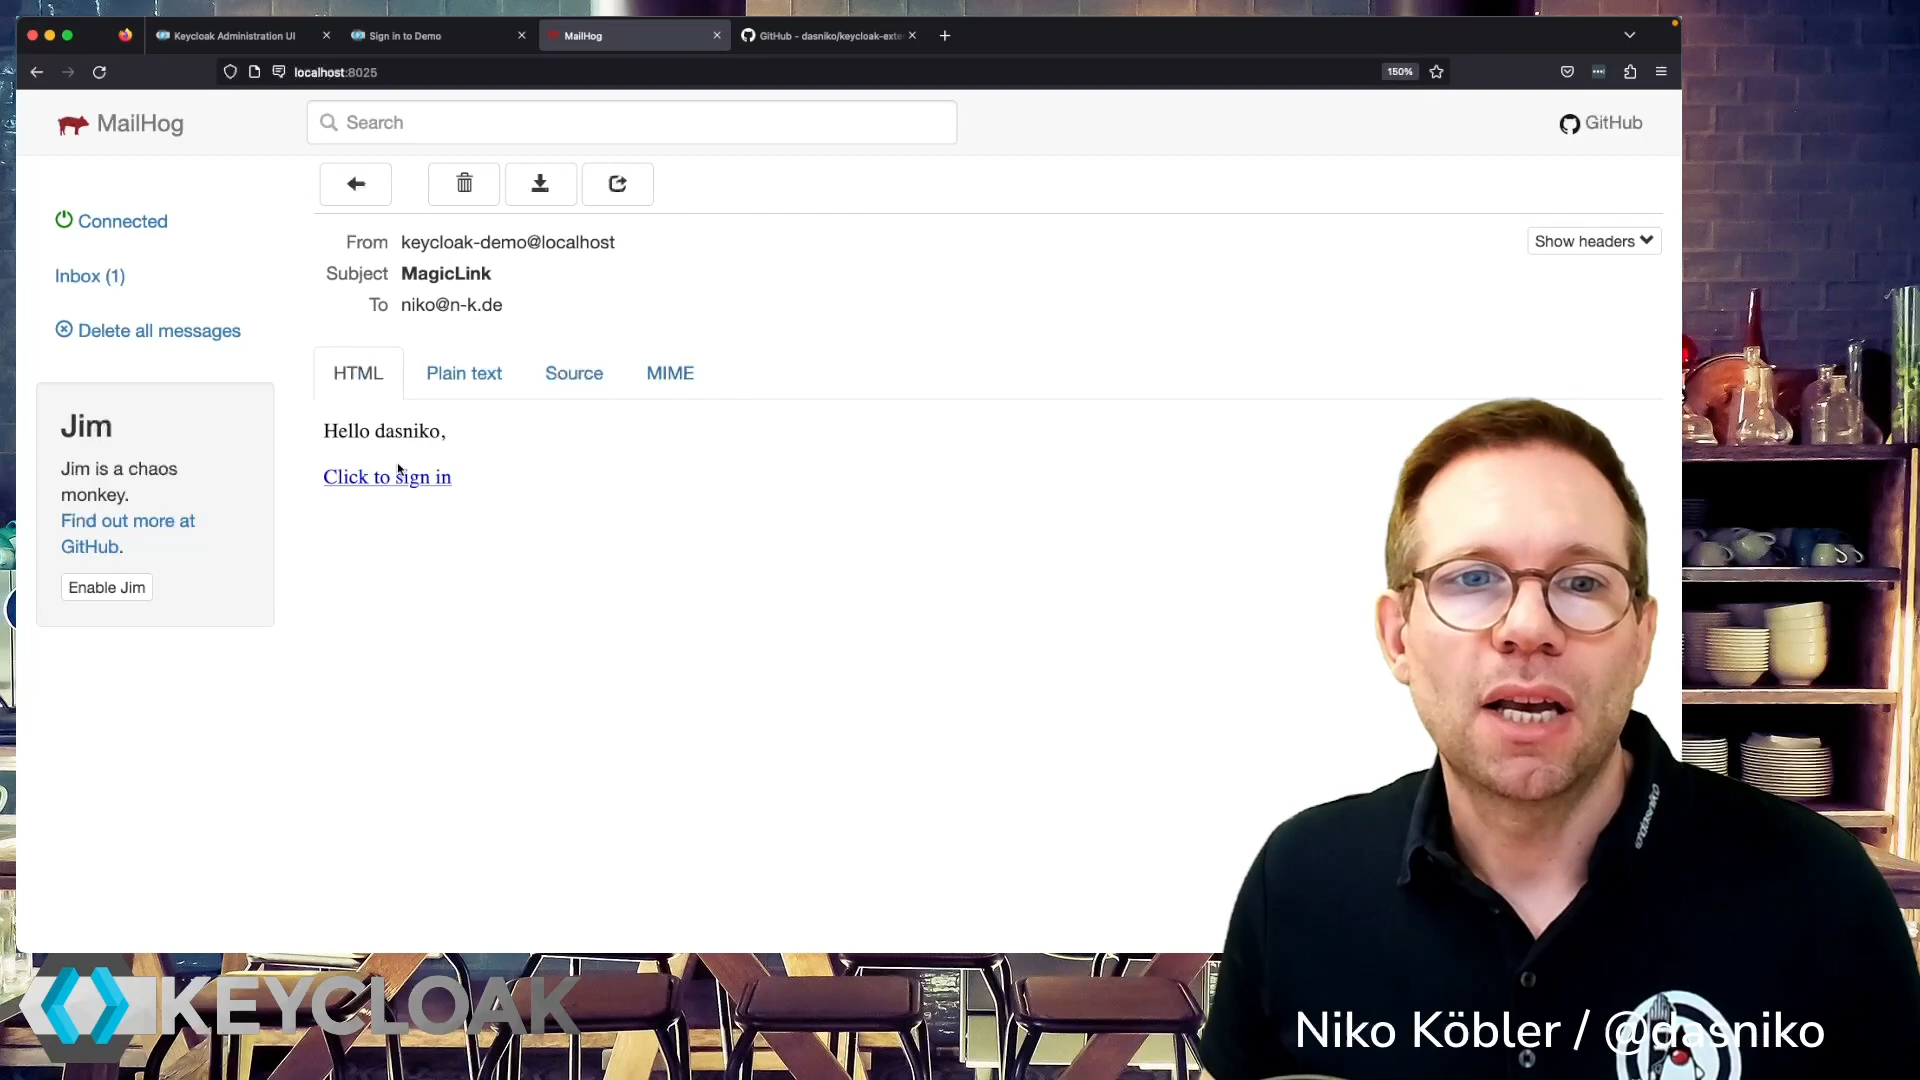 Keycloak Administration UI
Sign in to Demo
MailHog
GitHub - dasniko/keycloak-exte
localhost:8025
150%
MailHog
Search
GitHub
Connected
Inbox (1)
Delete all messages
From keycloak-demo@localhost
Subject MagicLink
To niko@n-k.de
Show headers
HTML
Plain text
Source
MIME
Hello dasniko,
Click to sign in
Jim
Jim is a chaos
monkey.
Find out more at
GitHub.
Enable Jim
@dasniko
KEYCLOAK
Niko Köbler / @dasniko